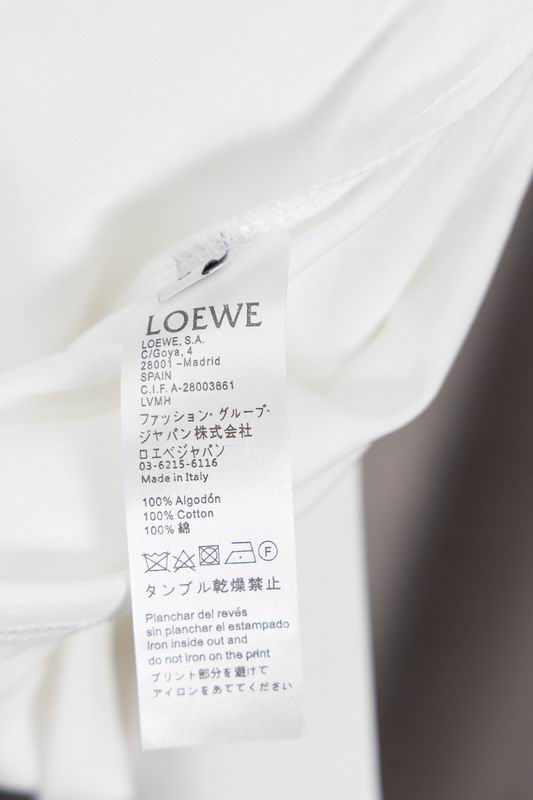 LOEWE
LOEWE, S.A.
C/Goya, 4
28001 –Madrid
SPAIN
C.I.F. A-28003861
LVMH
ファッション・グループ・
ジャパン株式会社
ロエベジャパン
03-6215-6116
Made in Italy
100% Algodón
100% Cotton
100% 綿
F
タンブル乾燥禁止
Planchar del revés
sin planchar el estampado
Iron inside out and
do not iron on the print
プリント部分を避けて
アイロンをあててください